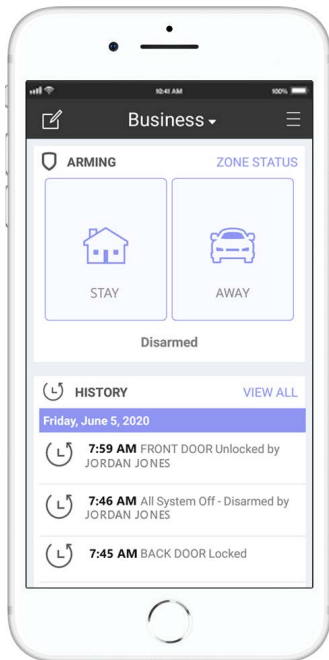 10:41 AM 100%
Business
ARMING ZONE STATUS
STAY AWAY
Disarmed
HISTORY VIEW ALL
Friday, June 5, 2020
7:59 AM FRONT DOOR Unlocked by
JORDAN JONES
7:46 AM All System Off - Disarmed by
JORDAN JONES
7:45 AM BACK DOOR Locked